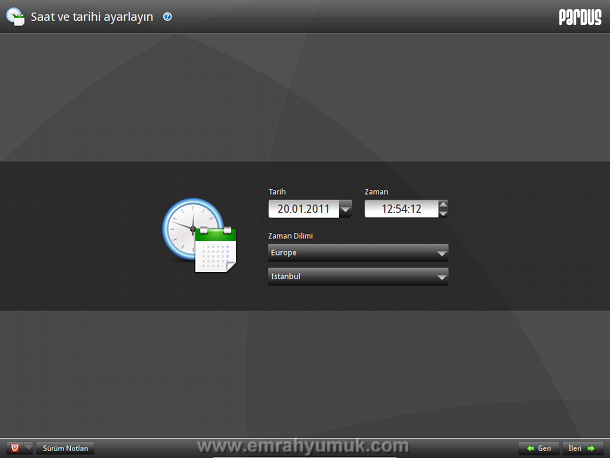 Saat ve tarihi ayarlayın ?
PARDUS
Tarih Zaman
20.01.2011 12:54:12
Zaman Dilimi
Europe
Istanbul
Sürüm Notları
www.emrahyumuk.com
Geri İleri